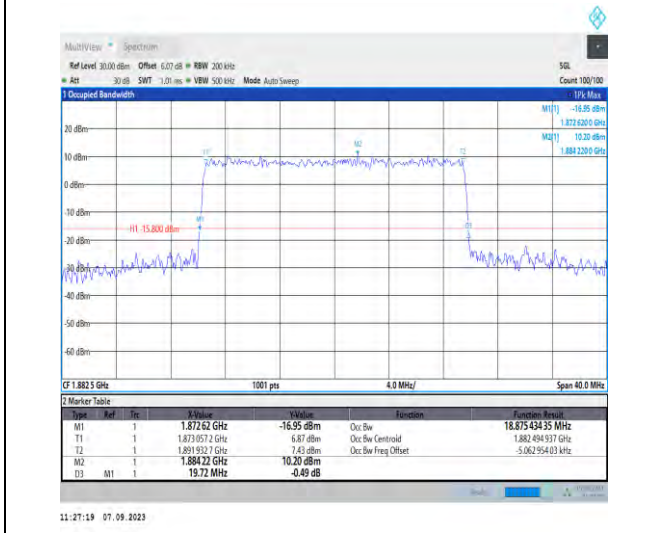 MultiView Spectrum
Ref Level 30.00 dBm Offset 6.07 dB RBW 200 kHz SGL
Att 30 dB SWT 1.01 ms VBW 500 kHz Mode Auto Sweep Count 100/100
1 Occupied Bandwidth 1Pk Max
M1[1] -16.95 dBm
1.872 620 0 GHz
M2[1] 10.20 dBm
1.884 220 0 GHz
20 dBm
10 dBm
T1
M2
T2
0 dBm
-10 dBm
M1
H1 -15.800 dBm
D3
-20 dBm
-30 dBm
-40 dBm
-50 dBm
-60 dBm
CF 1.882 5 GHz 1001 pts 4.0 MHz/ Span 40.0 MHz
2 Marker Table
Type Ref Trc X-Value Y-Value Function Function Result
M1 1 1.872 62 GHz -16.95 dBm Occ Bw 18.875 434 35 MHz
T1 1 1.873 057 2 GHz 6.87 dBm Occ Bw Centroid 1.882 494 937 GHz
T2 1 1.891 932 7 GHz 7.43 dBm Occ Bw Freq Offset -5.062 954 03 kHz
M2 1 1.884 22 GHz 10.20 dBm
D3 M1 1 19.72 MHz -0.49 dB
11:27:19 07.09.2023